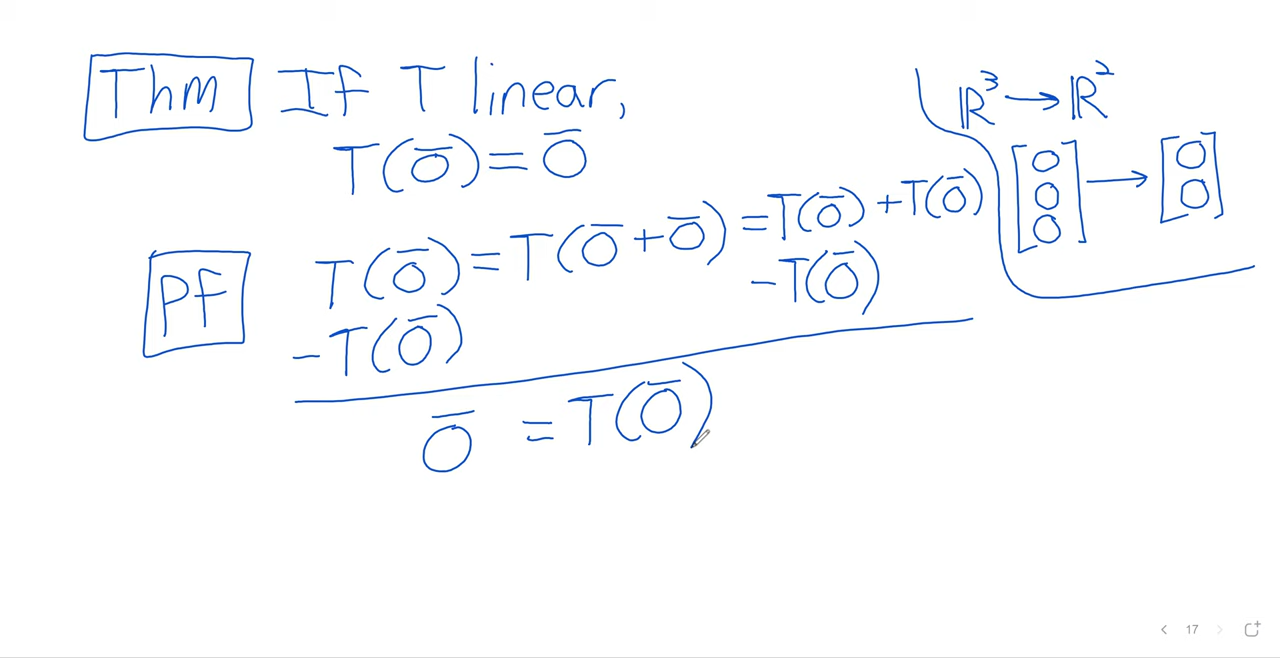 Thm If T linear,
T(0̄) = 0̄
ℝ³ → ℝ²
[0 0 0] → [0 0]
Pf T(0̄) = T(0̄ + 0̄) = T(0̄) + T(0̄)
-T(0̄) -T(0̄)
0̄ = T(0̄)
17